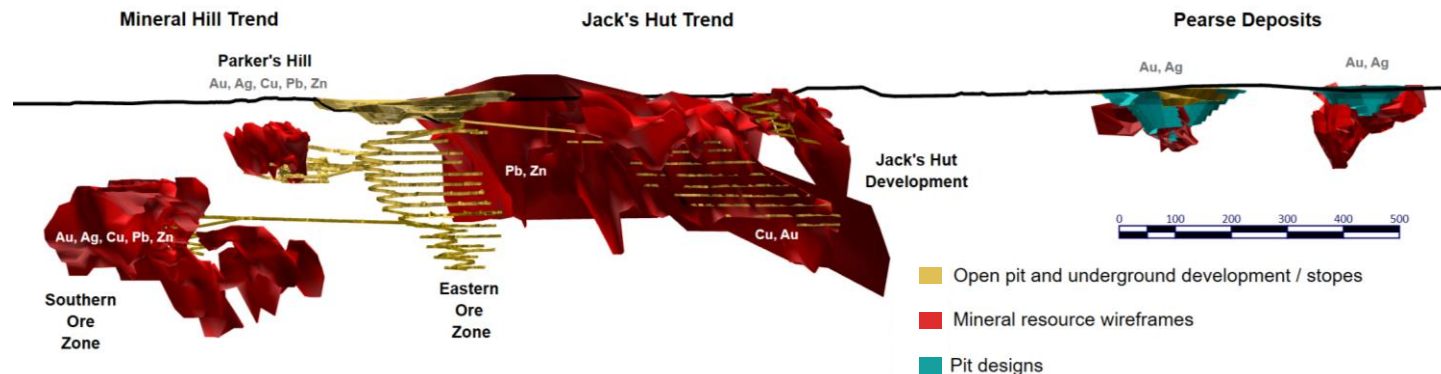 Mineral Hill Trend
Jack's Hut Trend
Pearse Deposits
Parker's Hill
Au, Ag, Cu, Pb, Zn
Au, Ag
Au, Ag
Pb, Zn
Jack's Hut
Development
Au, Ag, Cu, Pb, Zn
Cu, Au
0 100 200 300 400 500
Southern
Ore
Zone
Eastern
Ore
Zone
Open pit and underground development / stopes
Mineral resource wireframes
Pit designs